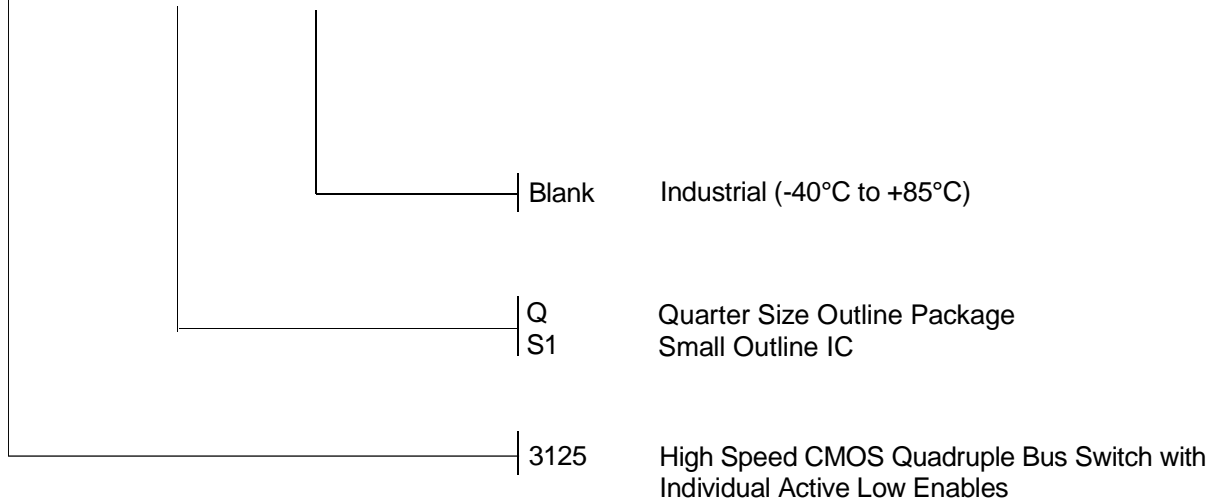 Blank Industrial (-40°C to +85°C)
Q Quarter Size Outline Package
S1 Small Outline IC
3125 High Speed CMOS Quadruple Bus Switch with
Individual Active Low Enables